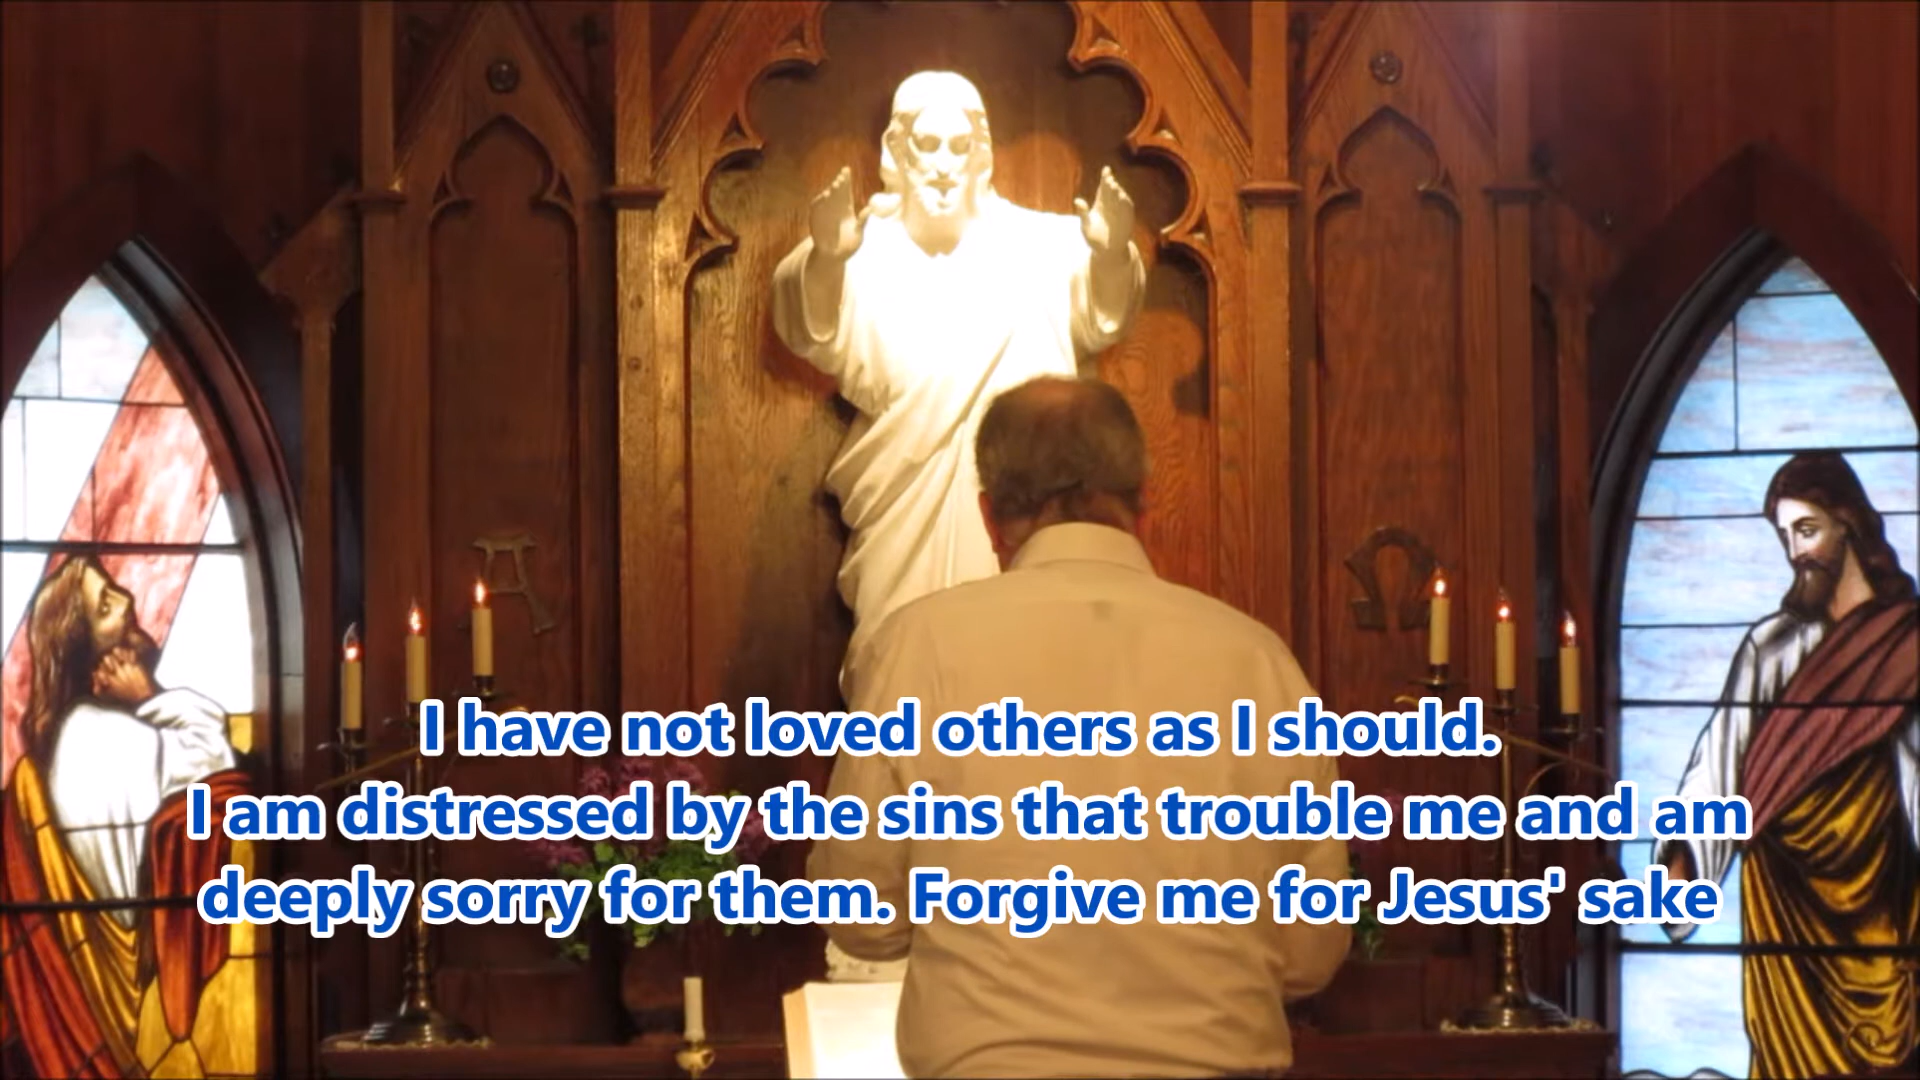 I have not loved others as I should.
I am distressed by the sins that trouble me and am
deeply sorry for them. Forgive me for Jesus' sake